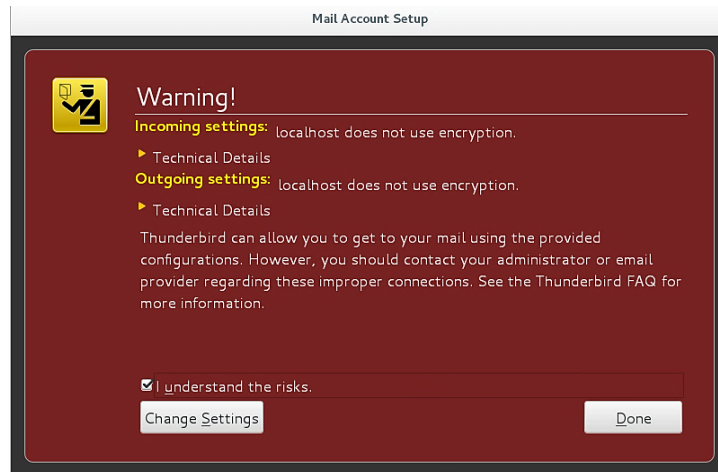 Mail Account Setup
Warning!
Incoming settings: localhost does not use encryption.
Technical Details
Outgoing settings: localhost does not use encryption.
Technical Details
Thunderbird can allow you to get to your mail using the provided
configurations. However, you should contact your administrator or email
provider regarding these improper connections. See the Thunderbird FAQ for
more information.
I understand the risks.
Change Settings
Done